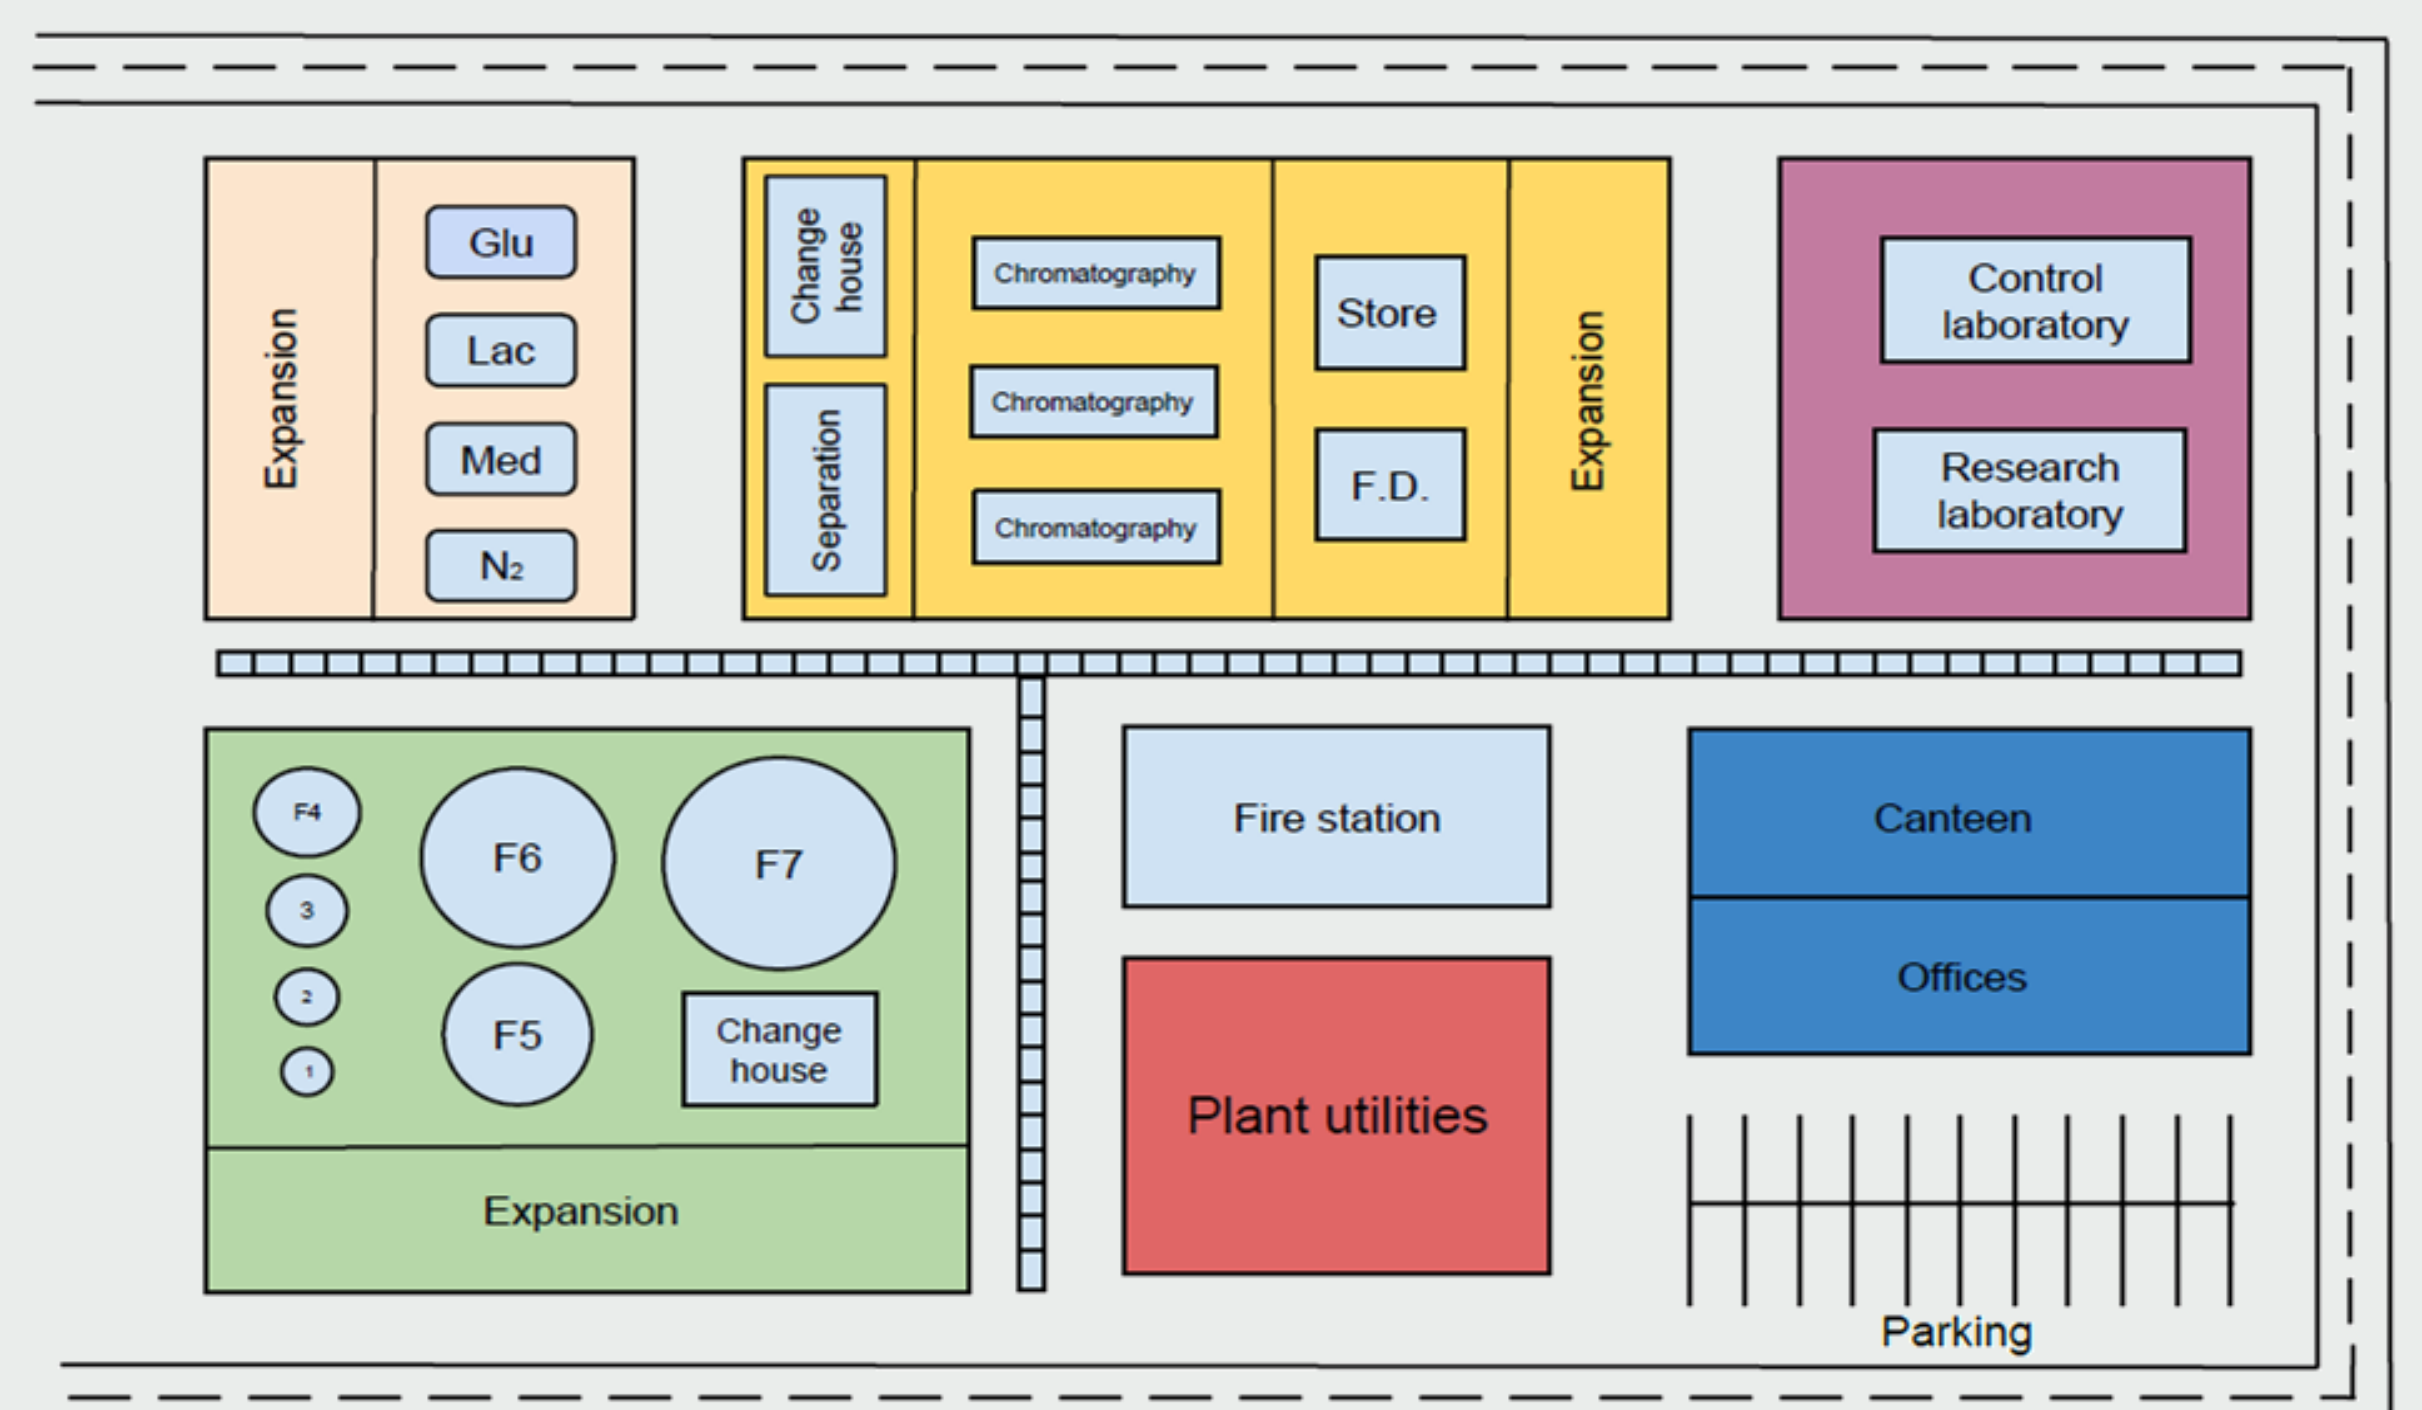 Expansion
Glu
Lac
Med
N2
Change
house
Separation
Chromatography
Chromatography
Chromatography
Store
F.D.
Expansion
Control
laboratory
Research
laboratory
F4
3
2
1
F6
F5
F7
Change
house
Expansion
Fire station
Plant utilities
Canteen
Offices
Parking